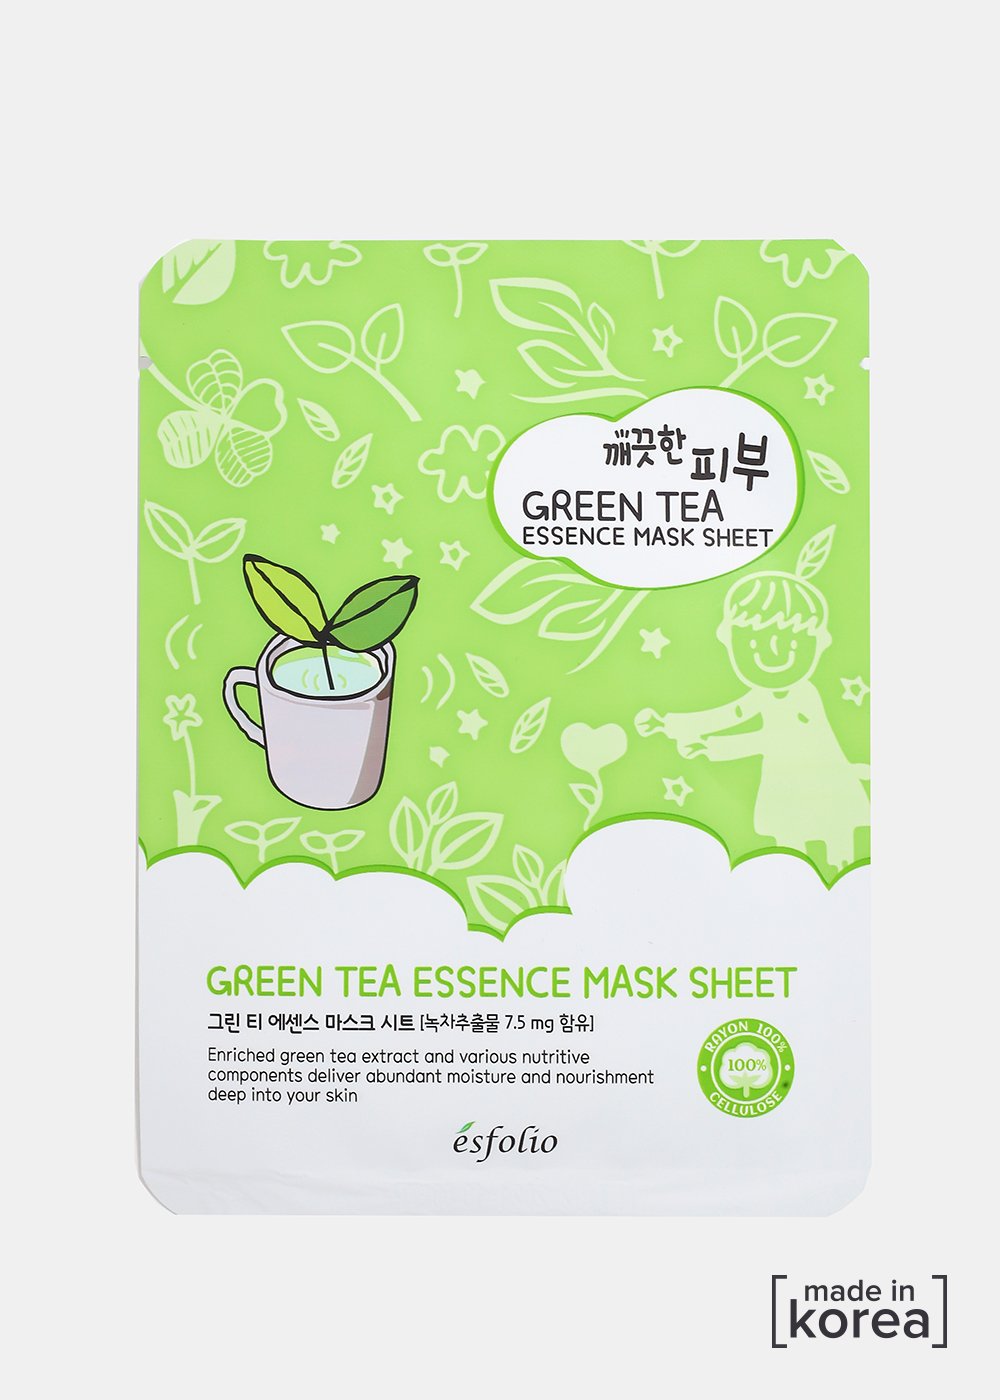 깨끗한 피부
GREEN TEA
ESSENCE MASK SHEET
GREEN TEA ESSENCE MASK SHEET
그린 티 에센스 마스크 시트 [녹차추출물 7.5 mg 함유]
Enriched green tea extract and various nutritive
components deliver abundant moisture and nourishment
deep into your skin
RAYON 100%
100%
CELLULOSE
ésfolio
[made in
korea]